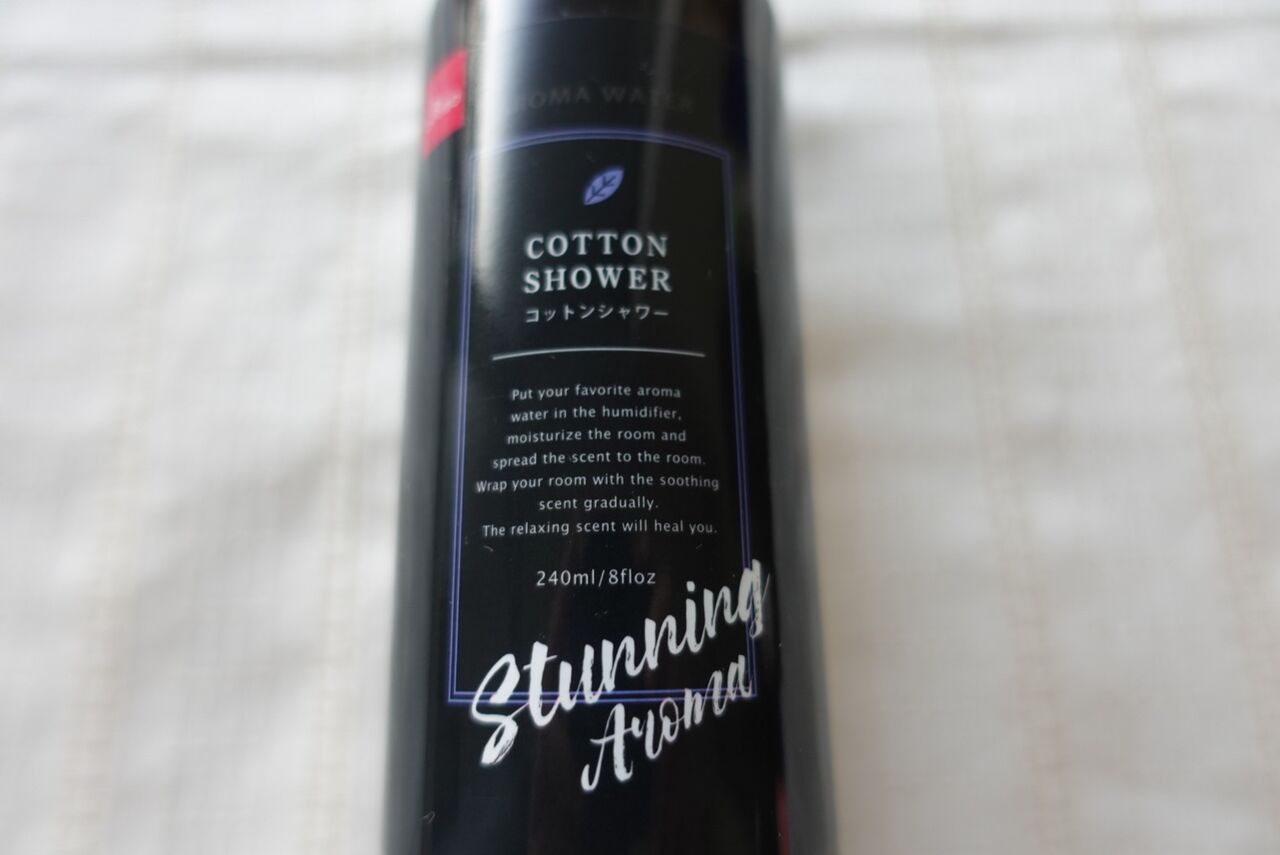 AROMA WATER
COTTON
SHOWER
コットンシャワー
Put your favorite aroma
water in the humidifier,
moisturize the room and
spread the scent to the room.
Wrap your room with the soothing
scent gradually.
The relaxing scent will heal you.
240ml/8floz
Stunning
Aroma